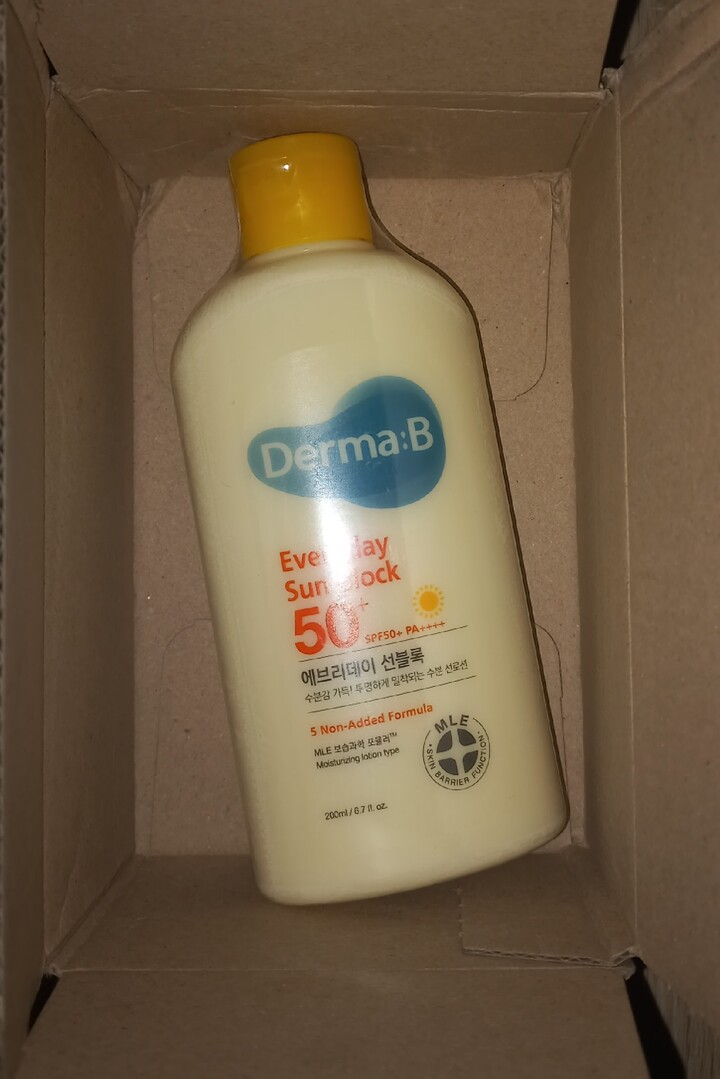 Derma:B
Everyday
Sun Block
50+
SPF50+ PA++++
에브리데이 선블록
수분감 가득! 투명하게 밀착되는 수분 선로션
5 Non-Added Formula
MLE 보습과학 포뮬러™
Moisturizing lotion type
MLE
• SKIN BARRIER FUNCTION •
200ml / 6.7 fl. oz.